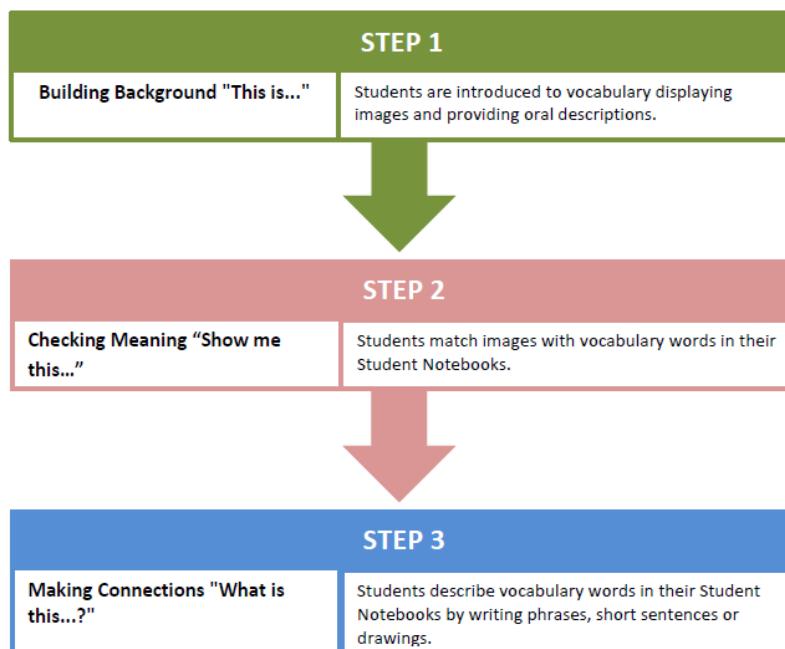 STEP 1
Building Background "This is..."
Students are introduced to vocabulary displaying
images and providing oral descriptions.
STEP 2
Checking Meaning “Show me
this…”
Students match images with vocabulary words in their
Student Notebooks.
STEP 3
Making Connections "What is
this...?"
Students describe vocabulary words in their Student
Notebooks by writing phrases, short sentences or
drawings.